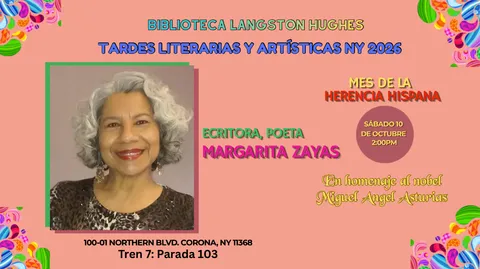 BIBLIOTECA LANGSTON HUGHES
TARDES LITERARIAS Y ARTÍSTICAS NY 2026
MES DE LA
HERENCIA HISPANA
SÁBADO 10
DE OCTUBRE
2:00PM
ECRITORA, POETA
MARGARITA ZAYAS
En homenaje al nobel
Miguel Angel Asturias
100-01 NORTHERN BLVD. CORONA, NY 11368
Tren 7: Parada 103